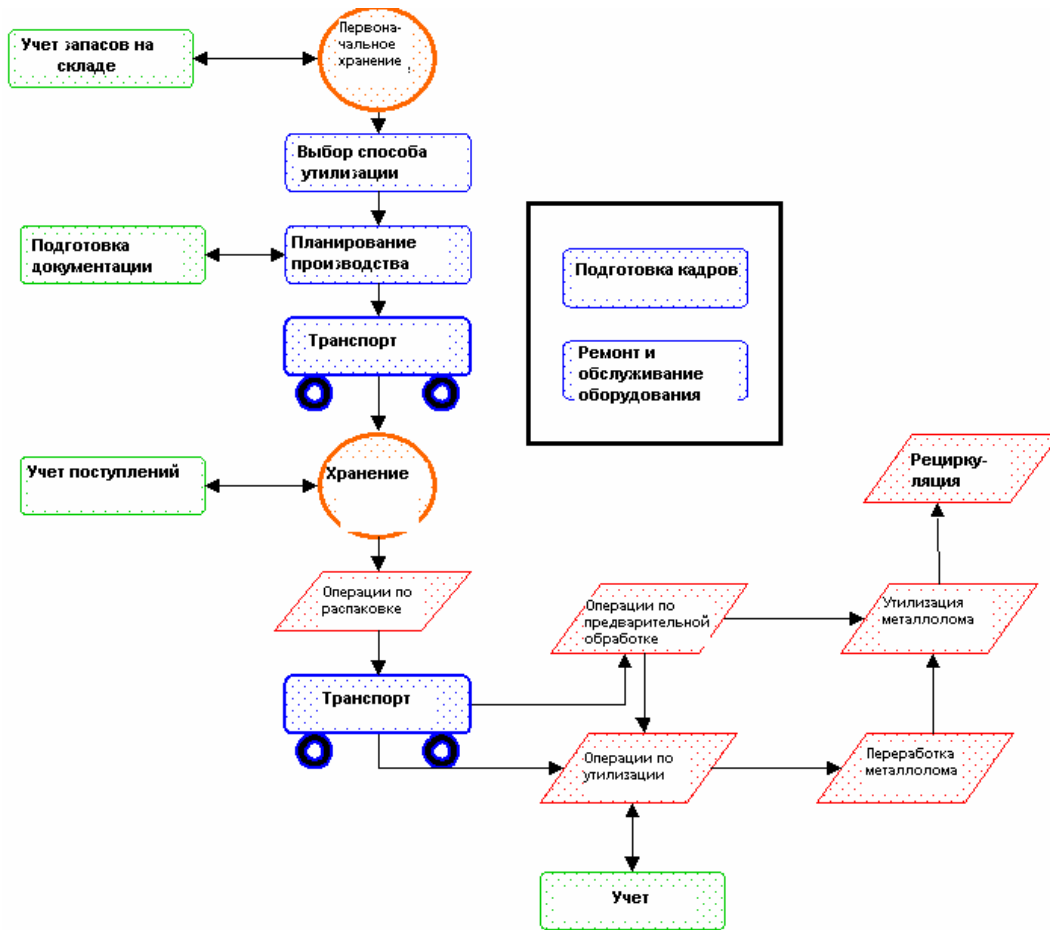 Учет запасов на
складе
Первона-
чальное
хранение
Выбор способа
утилизации
Подготовка
документации
Планирование
производства
Подготовка кадров
Транспорт
Ремонт и
обслуживание
оборудования
Учет поступлений
Хранение
Рецирку-
ляция
Операции по
распаковке
Операции по
предварительной
обработке
Утилизация
металлолома
Транспорт
Операции по
утилизации
Переработка
металлолома
Учет